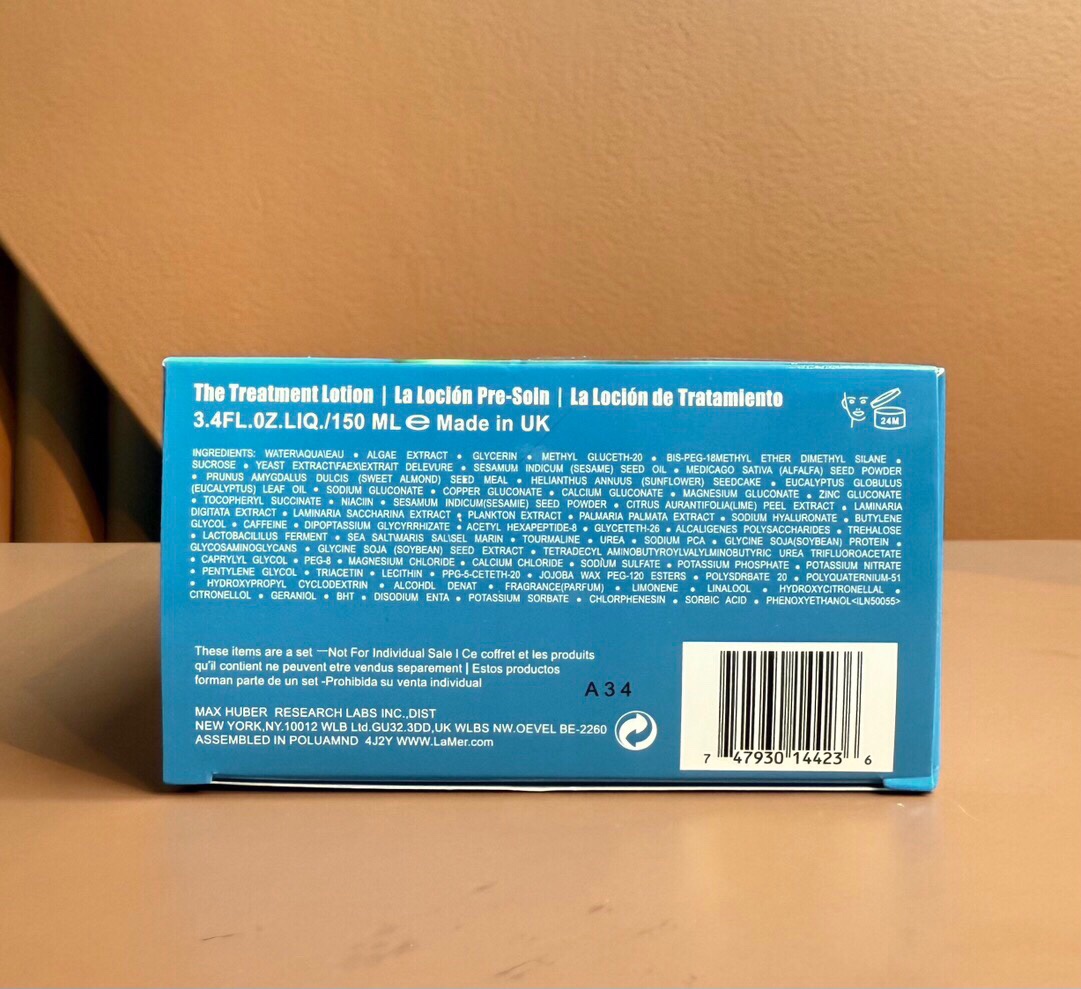 The Treatment Lotion | La Loción Pre-Soin | La Loción de Tratamiento
3.4FL.0Z.LIQ./150 ML ℮ Made in UK
24M
INGREDIENTS: WATER\AQUA\EAU • ALGAE EXTRACT • GLYCERIN • METHYL GLUCETH-20 • BIS-PEG-18METHYL ETHER DIMETHYL SILANE •
SUCROSE • YEAST EXTRACT\FAEX\EXTRAIT DELEVURE • SESAMUM INDICUM (SESAME) SEED OIL • MEDICAGO SATIVA (ALFALFA) SEED POWDER
• PRUNUS AMYGDALUS DULCIS (SWEET ALMOND) SEED MEAL • HELIANTHUS ANNUUS (SUNFLOWER) SEEDCAKE • EUCALYPTUS GLOBULUS
(EUCALYPTUS) LEAF OIL • SODIUM GLUCONATE • COPPER GLUCONATE • CALCIUM GLUCONATE • MAGNESIUM GLUCONATE • ZINC GLUCONATE
• TOCOPHERYL SUCCINATE • NIACIIN • SESAMUM INDICUM(SESAMIE) SEED POWDER • CITRUS AURANTIFOLIA(LIME) PEEL EXTRACT • LAMINARIA
DIGITATA EXTRACT • LAMINARIA SACCHARINA EXTRACT • PLANKTON EXTRACT • PALMARIA PALMATA EXTRACT • SODIUM HYALURONATE • BUTYLENE
GLYCOL • CAFFEINE • DIPOPTASSIUM GLYCYRRHIZATE • ACETYL HEXAPEPTIDE-8 • GLYCETETH-26 • ALCALIGENES POLYSACCHARIDES • TREHALOSE
• LACTOBACILILUS FERMENT • SEA SALT\MARIS SAL\SEL MARIN • TOURMALINE • UREA • SODIUM PCA • GLYCINE SOJA(SOYBEAN) PROTEIN •
GLYCOSAMINOGLYCANS • GLYCINE SOJA (SOYBEAN) SEED EXTRACT • TETRADECYL AMINOBUTYROYLVALYLMINOBUTYRIC UREA TRIFLUOROACETATE
• CAPRYLYL GLYCOL • PEG-8 • MAGNESIUM CHLORIDE • CALCIUM CHLORIDE • SODIUM SULFATE • POTASSIUM PHOSPHATE • POTASSIUM NITRATE
• PENTYLENE GLYCOL • TRIACETIN • LECITHIN • PPG-5-CETETH-20 • JOJOBA WAX PEG-120 ESTERS • POLYSDRBATE 20 • POLYQUATERNIUM-51
• HYDROXYPROPYL CYCLODEXTRIN • ALCOHDL DENAT • FRAGRANCE(PARFUM) • LIMONENE • LINALOOL • HYDROXYCITRONELLAL •
CITRONELLOL • GERANIOL • BHT • DISODIUM ENTA • POTASSIUM SORBATE • CHLORPHENESIN • SORBIC ACID • PHENOXYETHANOL<ILN50055>
These items are a set —Not For Individual Sale I Ce coffret et les produits
qu'il contient ne peuvent etre vendus separement | Estos productos
forman parte de un set -Prohibida su venta individual
A34
MAX HUBER RESEARCH LABS INC.,DIST
NEW YORK,NY.10012 WLB Ltd.GU32.3DD,UK WLBS NW.OEVEL BE-2260
ASSEMBLED IN POLUAMND 4J2Y WWW.LaMer.com
7 47930 14423 6